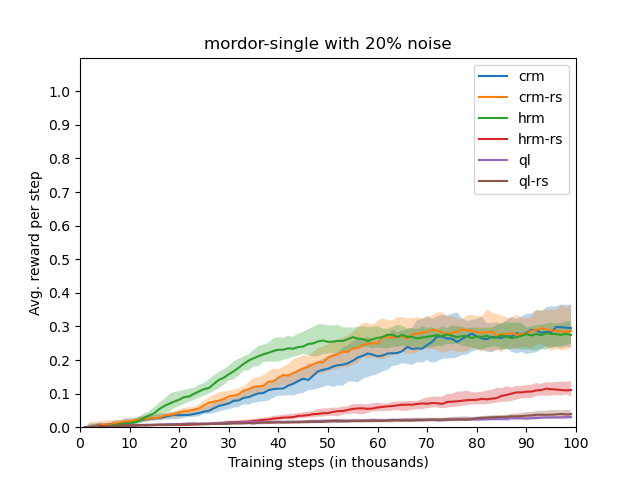 mordor-single with 20% noise
crm
crm-rs
hrm
hrm-rs
ql
ql-rs
Avg. reward per step
1.0
0.9
0.8
0.7
0.6
0.5
0.4
0.3
0.2
0.1
0.0
0 10 20 30 40 50 60 70 80 90 100
Training steps (in thousands)